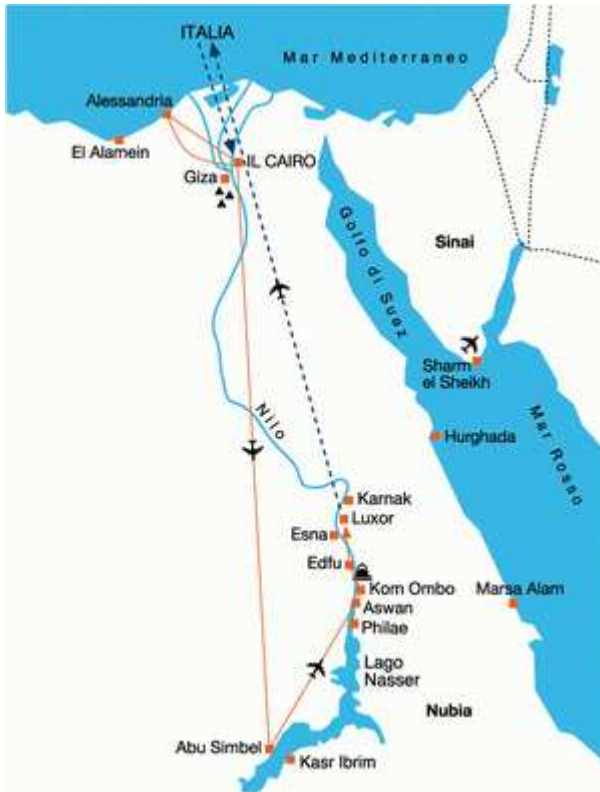 ITALIA
Mar Mediterraneo
Alessandria
El Alamein
IL CAIRO
Giza
Golfo di Suez
Sinai
Sharm
el Sheikh
Mar Rosso
Nilo
Hurghada
Karnak
Luxor
Esna
Edfu
Kom Ombo
Marsa Alam
Aswan
Philae
Lago
Nasser
Nubia
Abu Simbel
Kasr Ibrim